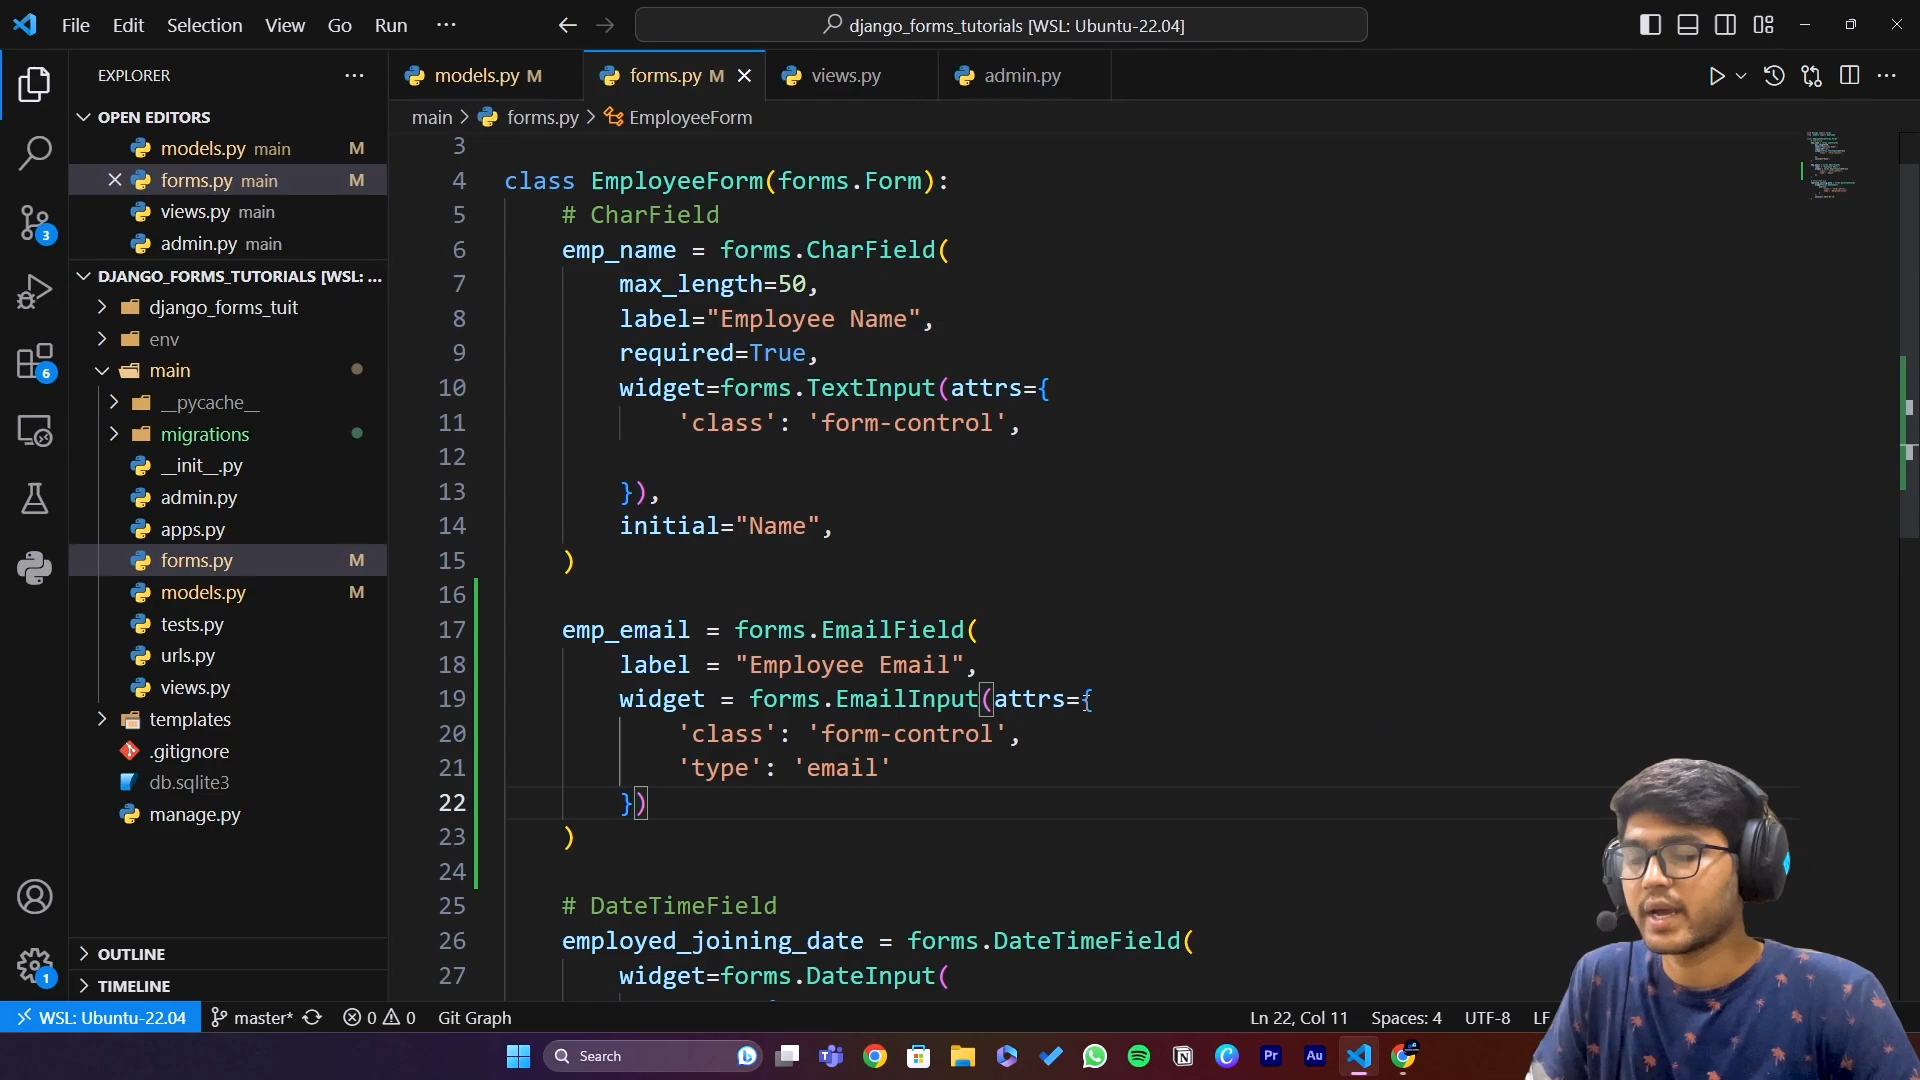 File Edit Selection View Go Run ···
django_forms_tutorials [WSL: Ubuntu-22.04]
EXPLORER
models.py M
forms.py M
views.py
admin.py
OPEN EDITORS
main > forms.py > EmployeeForm
models.py main M
forms.py main M
views.py main
admin.py main
DJANGO_FORMS_TUTORIALS [WSL: ...
django_forms_tuit
env
main
__pycache__
migrations
__init__.py
admin.py
apps.py
forms.py M
models.py M
tests.py
urls.py
views.py
templates
.gitignore
db.sqlite3
manage.py
OUTLINE
TIMELINE
3
6
1
3
4 class EmployeeForm(forms.Form):
5 # CharField
6 emp_name = forms.CharField(
7 max_length=50,
8 label="Employee Name",
9 required=True,
10 widget=forms.TextInput(attrs={
11 'class': 'form-control',
12
13 }),
14 initial="Name",
15 )
16
17 emp_email = forms.EmailField(
18 label = "Employee Email",
19 widget = forms.EmailInput(attrs={
20 'class': 'form-control',
21 'type': 'email'
22 })
23 )
24
25 # DateTimeField
26 employed_joining_date = forms.DateTimeField(
27 widget=forms.DateInput(
WSL: Ubuntu-22.04 master* 0 0 Git Graph Ln 22, Col 11 Spaces: 4 UTF-8 LF
Search
Pr
Au